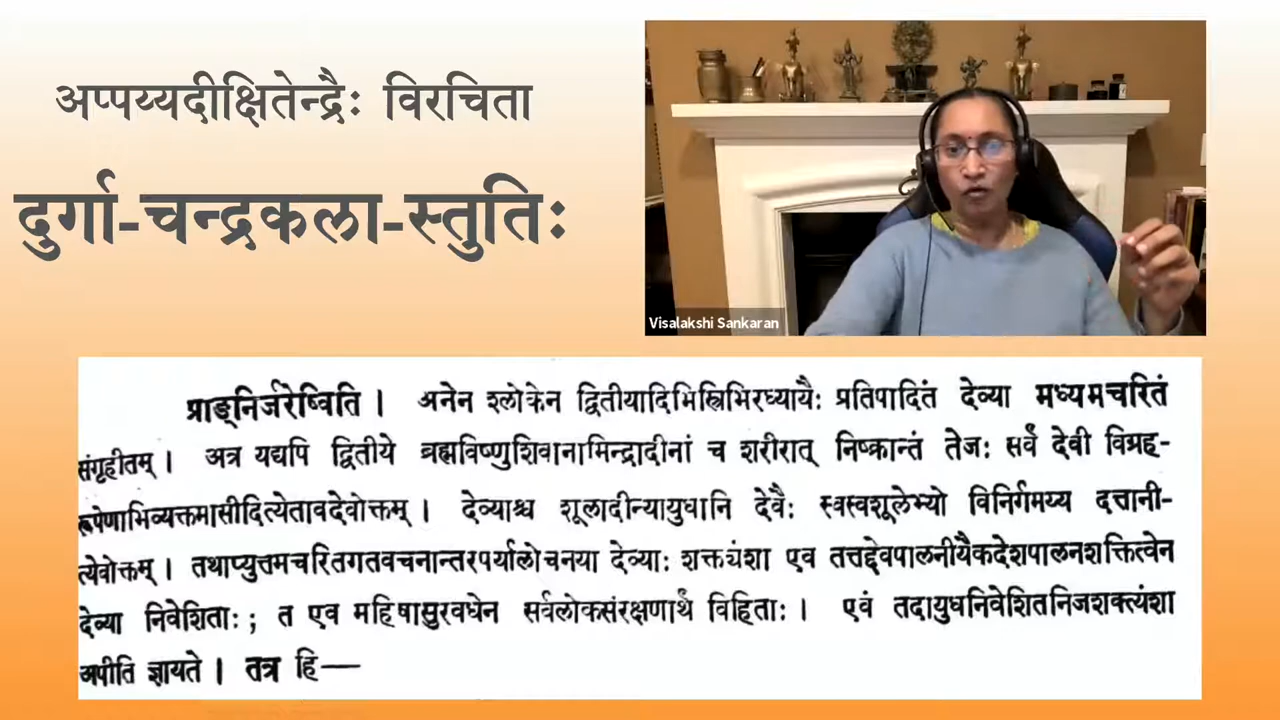 अप्पय्यदीक्षितेन्द्रैः विरचिता
दुर्गा-चन्द्रकला-स्तुतिः
Visalakshi Sankaran
प्राङ्निर्जरेष्विति । अनेन श्लोकेन द्वितीयादिभिस्त्रिभिरध्यायैः प्रतिपादितं देव्या मध्यमचरितं
संगृहीतम् । अत्र यद्यपि द्वितीये ब्रह्मविष्णुशिवानामिन्द्रादीनां च शरीरात् निष्क्रान्तं तेजः सर्वं देवी विग्रह-
रूपेणाभिव्यक्तमासीदित्येतावदेवोक्तम् । देव्याश्च शूलादीन्यायुधानि देवैः स्वस्वशूलेभ्यो विनिर्गमय्य दत्तानी-
त्येवोक्तम् । तथाप्युत्तमचरितगतवचनान्तरपर्यालोचनया देव्याः शक्त्यंशा एव तत्तद्देवपालनीयैकदेशपालनशक्तित्वेन
देव्या निवेशिताः ; त एव महिषासुरवधेन सर्वलोकसंरक्षणार्थं विहिताः । एवं तदायुधनिवेशितनिजशक्त्यंशा
अपीति ज्ञायते । तत्र हि—